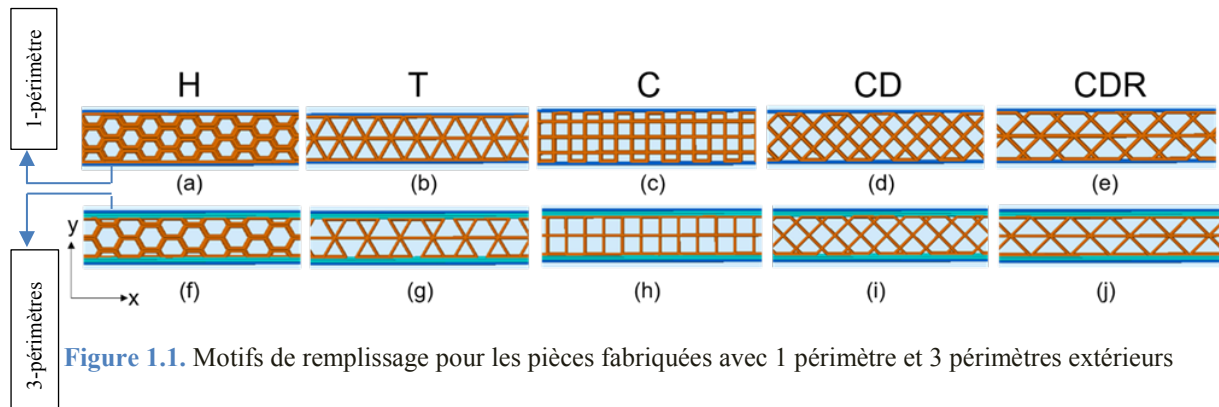 1-périmètre
H T C CD CDR
(a) (b) (c) (d) (e)
y
x
(f) (g) (h) (i) (j)
3-périmètres
Figure 1.1. Motifs de remplissage pour les pièces fabriquées avec 1 périmètre et 3 périmètres extérieurs